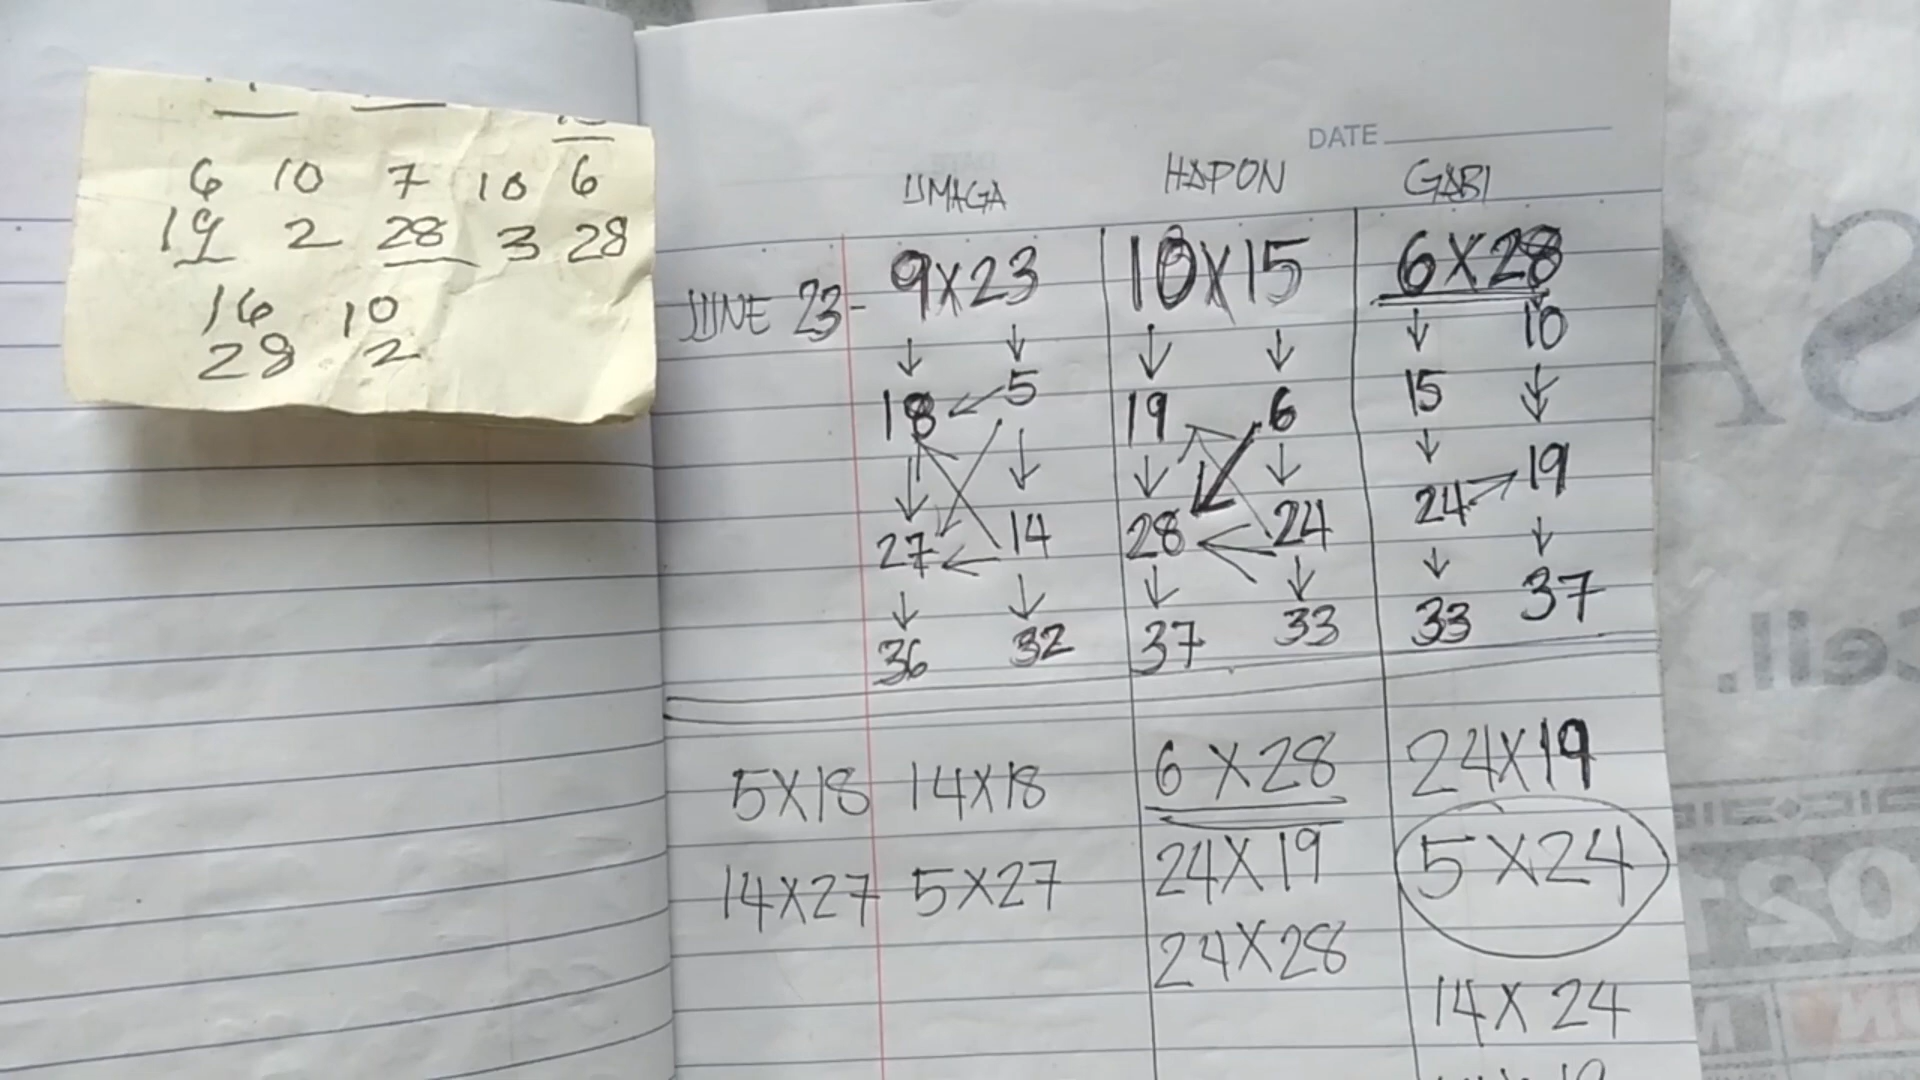 6 10 7 10 6
19 2 28 3 28
16 10
28 2
DATE
UMAGA HAPON GABI
JUNE 23- 9X23 10X15 6X28
10
18 5 19 6 15
27 14 28 24 24 19
36 32 37 33 33 37
5X18 14X18 6X28 24X19
14X27 5X27 24X19 5X24
24X28 14X24